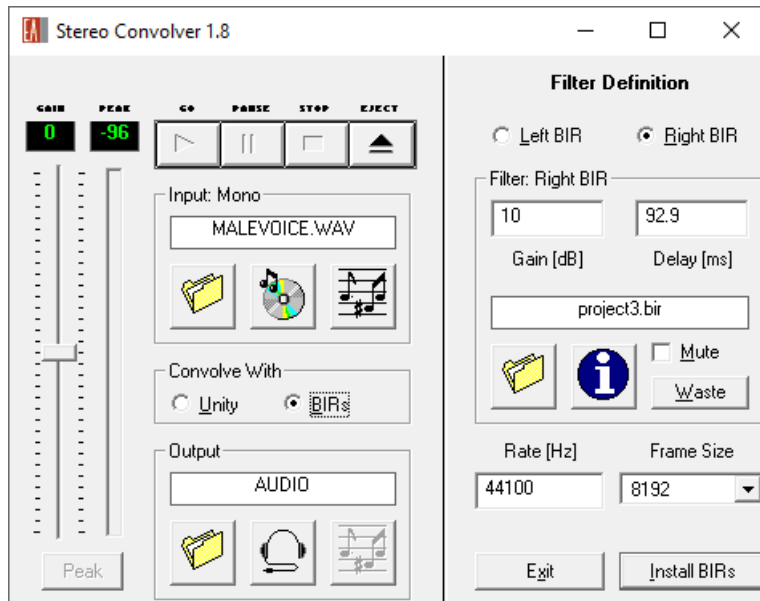 EA Stereo Convolver 1.8
GAIN PEAK GO PAUSE STOP EJECT
0 -96
Input: Mono
MALEVOICE.WAV
Convolve With
Unity BIRs
Output
AUDIO
Peak
Filter Definition
Left BIR Right BIR
Filter: Right BIR
10 92.9
Gain [dB] Delay [ms]
project3.bir
i Mute
Waste
Rate [Hz] Frame Size
44100 8192
Exit Install BIRs